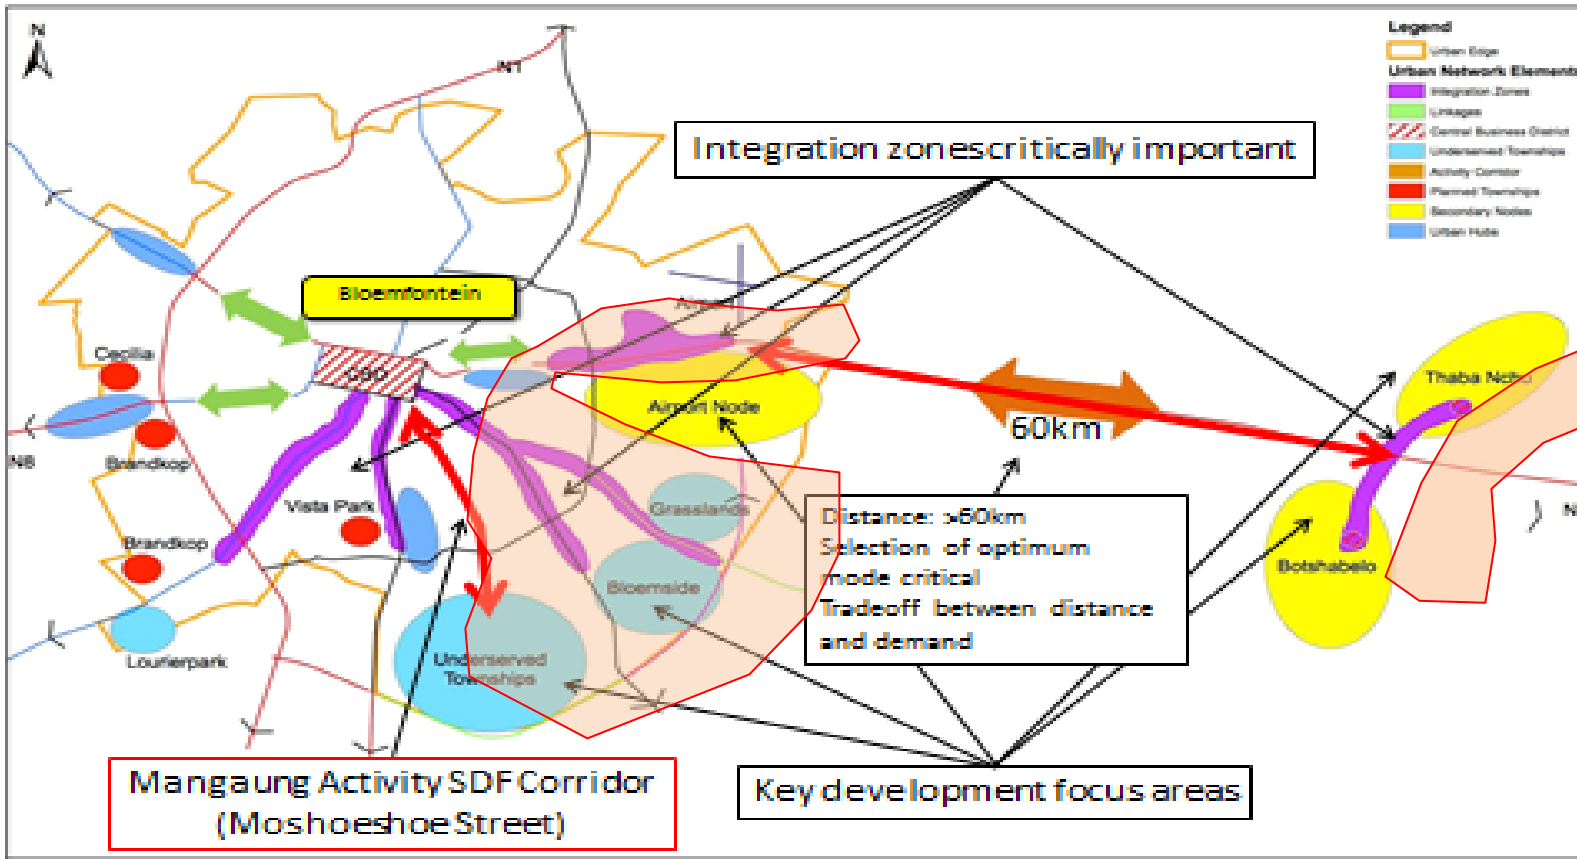 N
N1
Legend
Urban Edge
Urban Network Elements
Integration Zones
Linkages
Central Business District
Underserved Townships
Activity Corridor
Planned Townships
Secondary Nodes
Urban Hubs
Integration zonescritically important
Bloemfontein
Airport
Cecilia
CBD
Thaba Nchu
Airport Node
60km
N8
Brandkop
Vista Park
Grasslands
N
Distance: >60km
Selection of optimum
mode critical
Tradeoff between distance
and demand
Brandkop
Bloemside
Botshabelo
Lourierpark
Underserved
Townships
Mangaung Activity SDF Corridor
(Moshoeshoe Street)
Key development focus areas